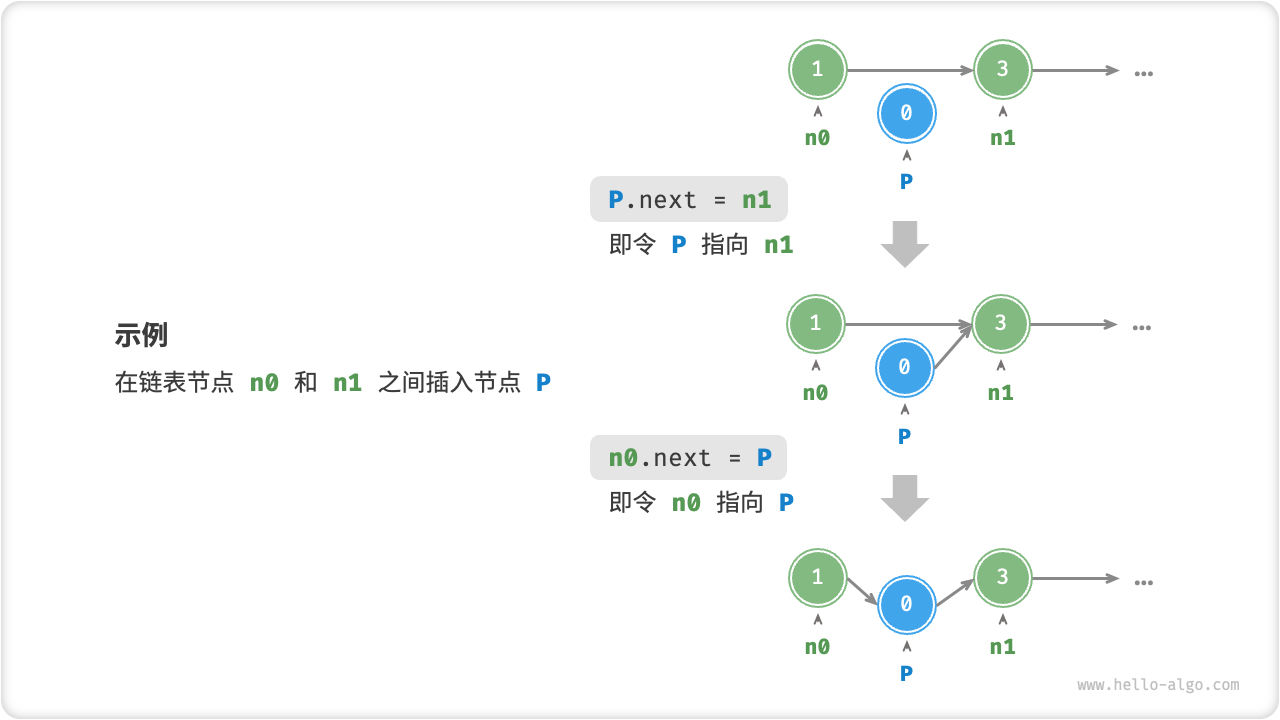 示例
在链表节点 n0 和 n1 之间插入节点 P
1 3 ...
0
n0 n1
P
P.next = n1
即令 P 指向 n1
1 3 ...
0
n0 n1
P
n0.next = P
即令 n0 指向 P
1 3 ...
0
n0 n1
P
www.hello-algo.com